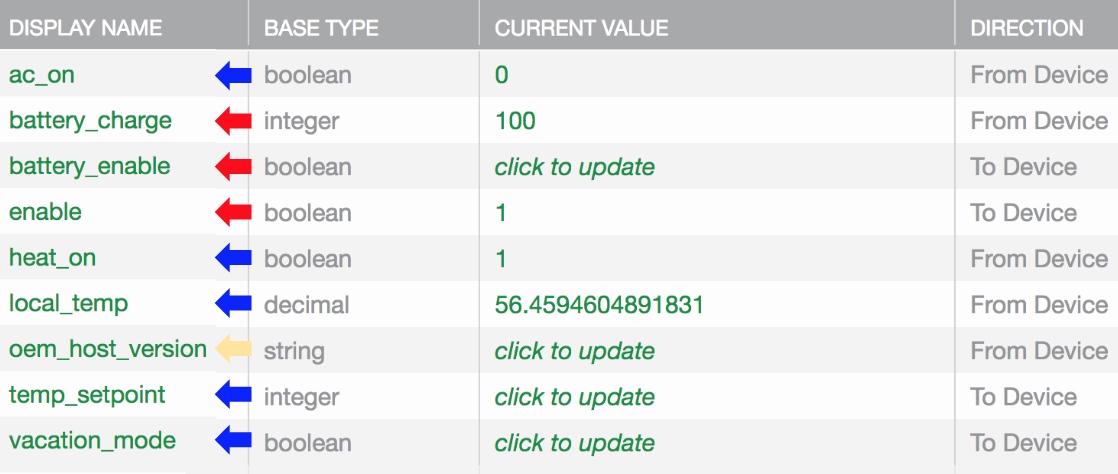 DISPLAY NAME BASE TYPE CURRENT VALUE DIRECTION
ac_on boolean 0 From Device
battery_charge integer 100 From Device
battery_enable boolean click to update To Device
enable boolean 1 To Device
heat_on boolean 1 From Device
local_temp decimal 56.4594604891831 From Device
oem_host_version string click to update From Device
temp_setpoint integer click to update To Device
vacation_mode boolean click to update To Device